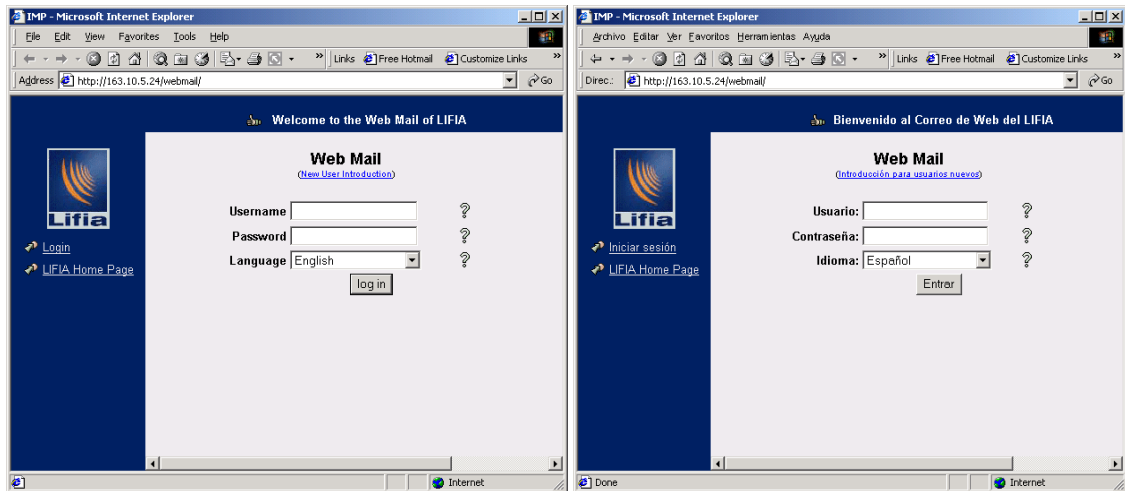 IMP - Microsoft Internet Explorer
File Edit View Favorites Tools Help
» Links Free Hotmail Customize Links »
Address http://163.10.5.24/webmail/ Go
Welcome to the Web Mail of LIFIA
Web Mail
(New User Introduction)
Lifia
Login
LIFIA Home Page
Username ?
Password ?
Language English ?
log in
Internet
IMP - Microsoft Internet Explorer
Archivo Editar Ver Favoritos Herramientas Ayuda
» Links Free Hotmail Customize Links »
Direc.: http://163.10.5.24/webmail/ Go
Bienvenido al Correo de Web del LIFIA
Web Mail
(Introducción para usuarios nuevos)
Lifia
Iniciar sesión
LIFIA Home Page
Usuario: ?
Contraseña: ?
Idioma: Español ?
Entrar
Done Internet